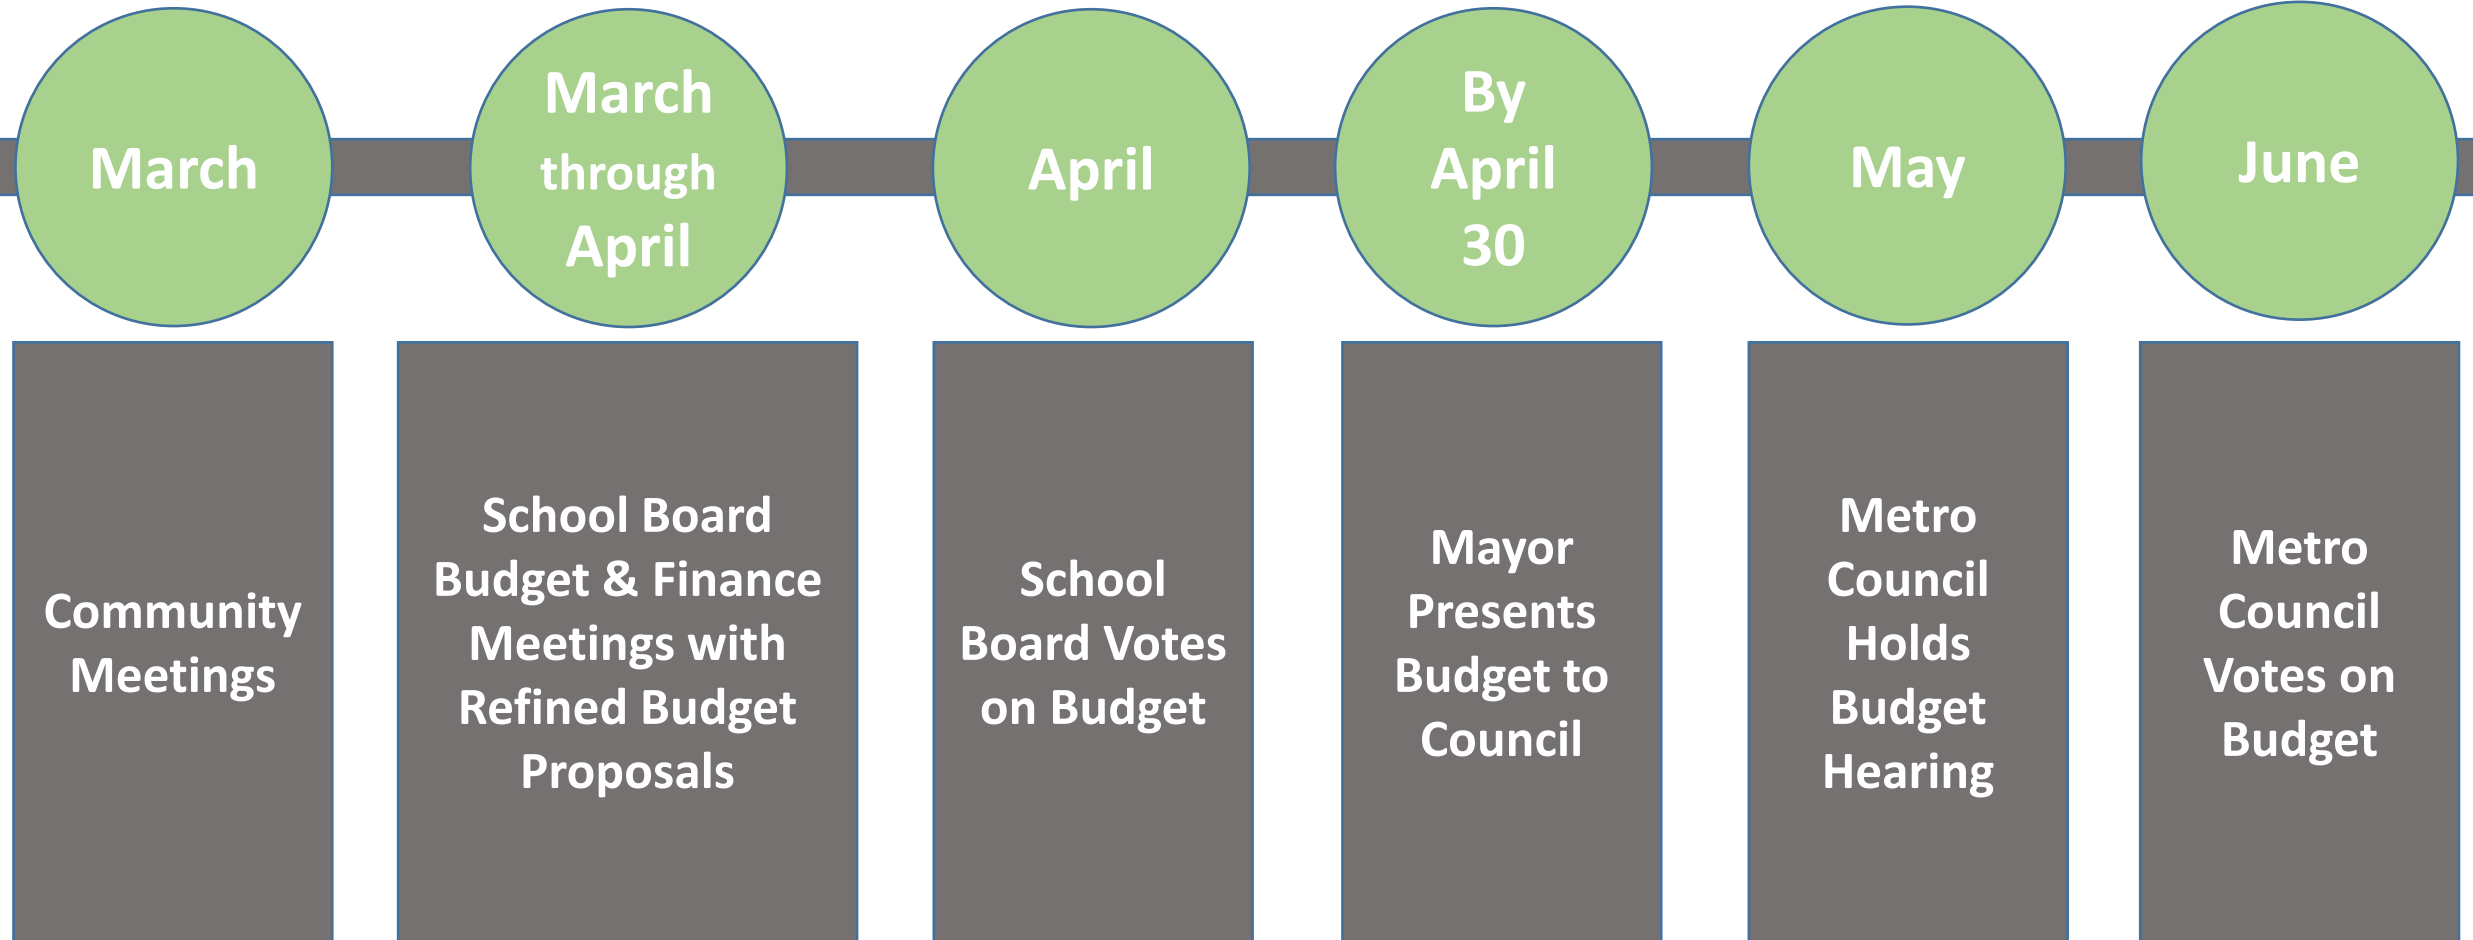 March
March
through
April
April
By
April
30
May
June
Community
Meetings
School Board
Budget & Finance
Meetings with
Refined Budget
Proposals
School
Board Votes
on Budget
Mayor
Presents
Budget to
Council
Metro
Council
Holds
Budget
Hearing
Metro
Council
Votes on
Budget